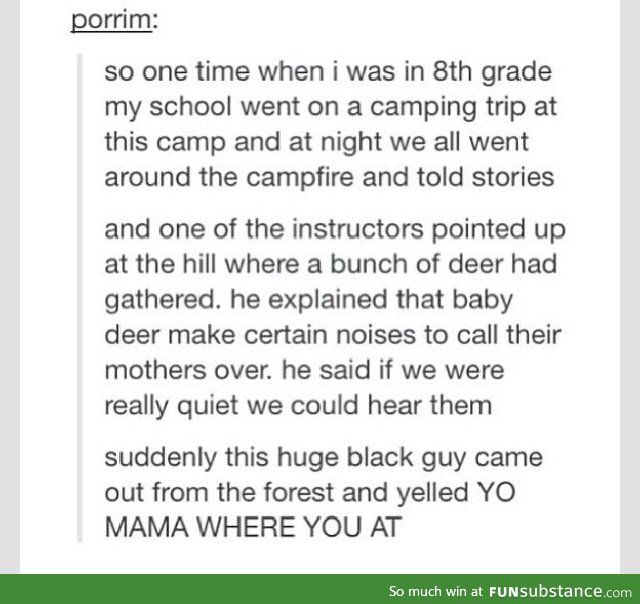 porrim:
so one time when i was in 8th grade
my school went on a camping trip at
this camp and at night we all went
around the campfire and told stories
and one of the instructors pointed up
at the hill where a bunch of deer had
gathered. he explained that baby
deer make certain noises to call their
mothers over. he said if we were
really quiet we could hear them
suddenly this huge black guy came
out from the forest and yelled YO
MAMA WHERE YOU AT
So much win at FUNsubstance.com